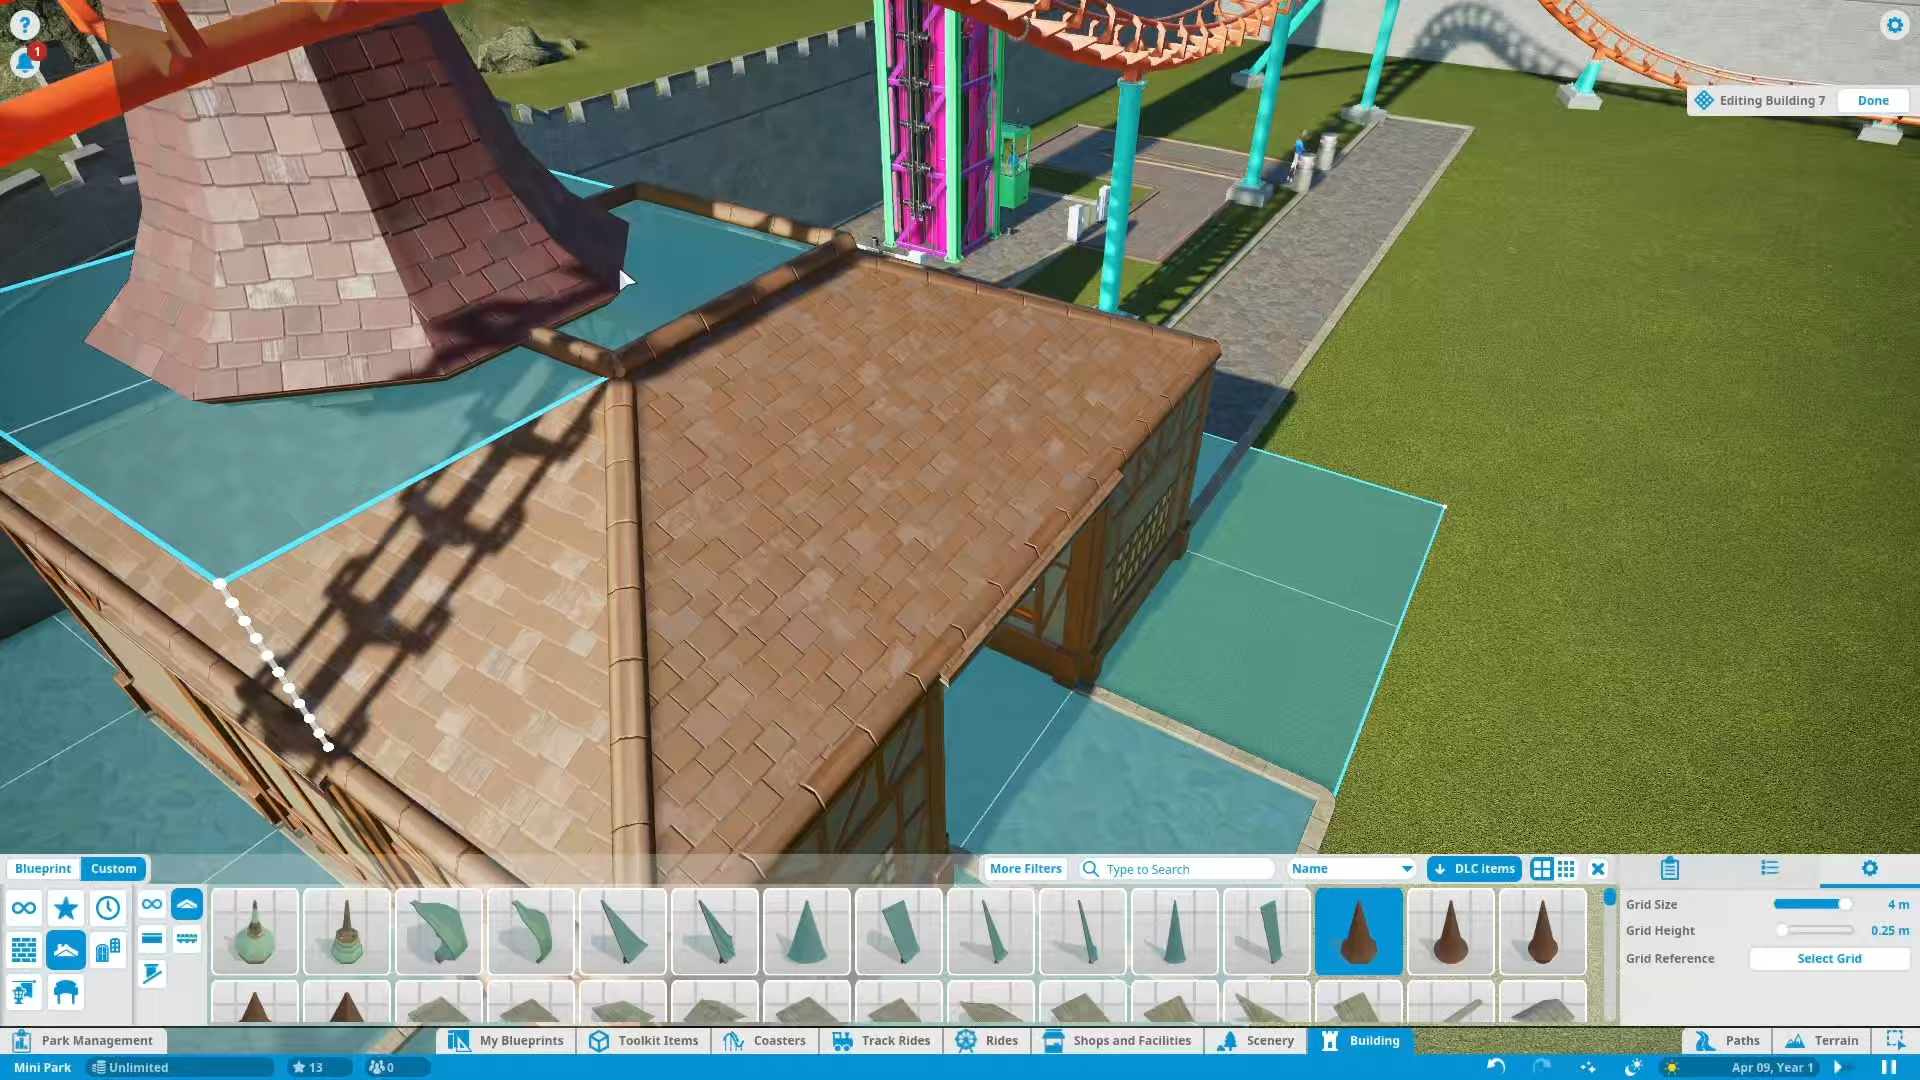 ?
1
Editing Building 7
Done
Blueprint
Custom
More Filters
Type to Search
Name
DLC items
Grid Size
4 m
Grid Height
0.25 m
Grid Reference
Select Grid
Park Management
My Blueprints
Toolkit Items
Coasters
Track Rides
Rides
Shops and Facilities
Scenery
Building
Paths
Terrain
Mini Park
Unlimited
13
0
Apr 09, Year 1